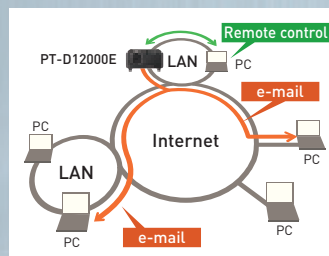 Remote control
PT-D12000E
LAN
PC
e-mail
PC
Internet
PC
LAN
PC
PC
e-mail